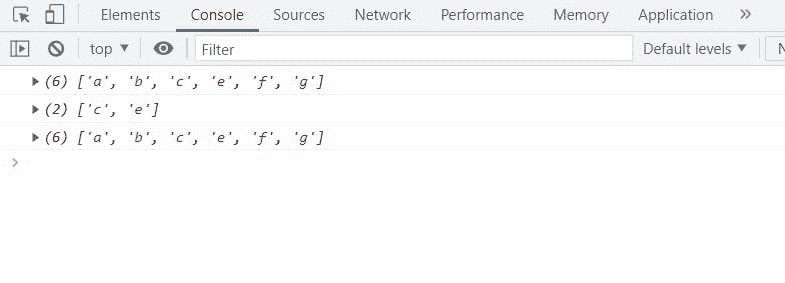 Elements Console Sources Network Performance Memory Application »
top ▼ Filter Default levels ▼
▶ (6) ['a', 'b', 'c', 'e', 'f', 'g']
▶ (2) ['c', 'e']
▶ (6) ['a', 'b', 'c', 'e', 'f', 'g']
>